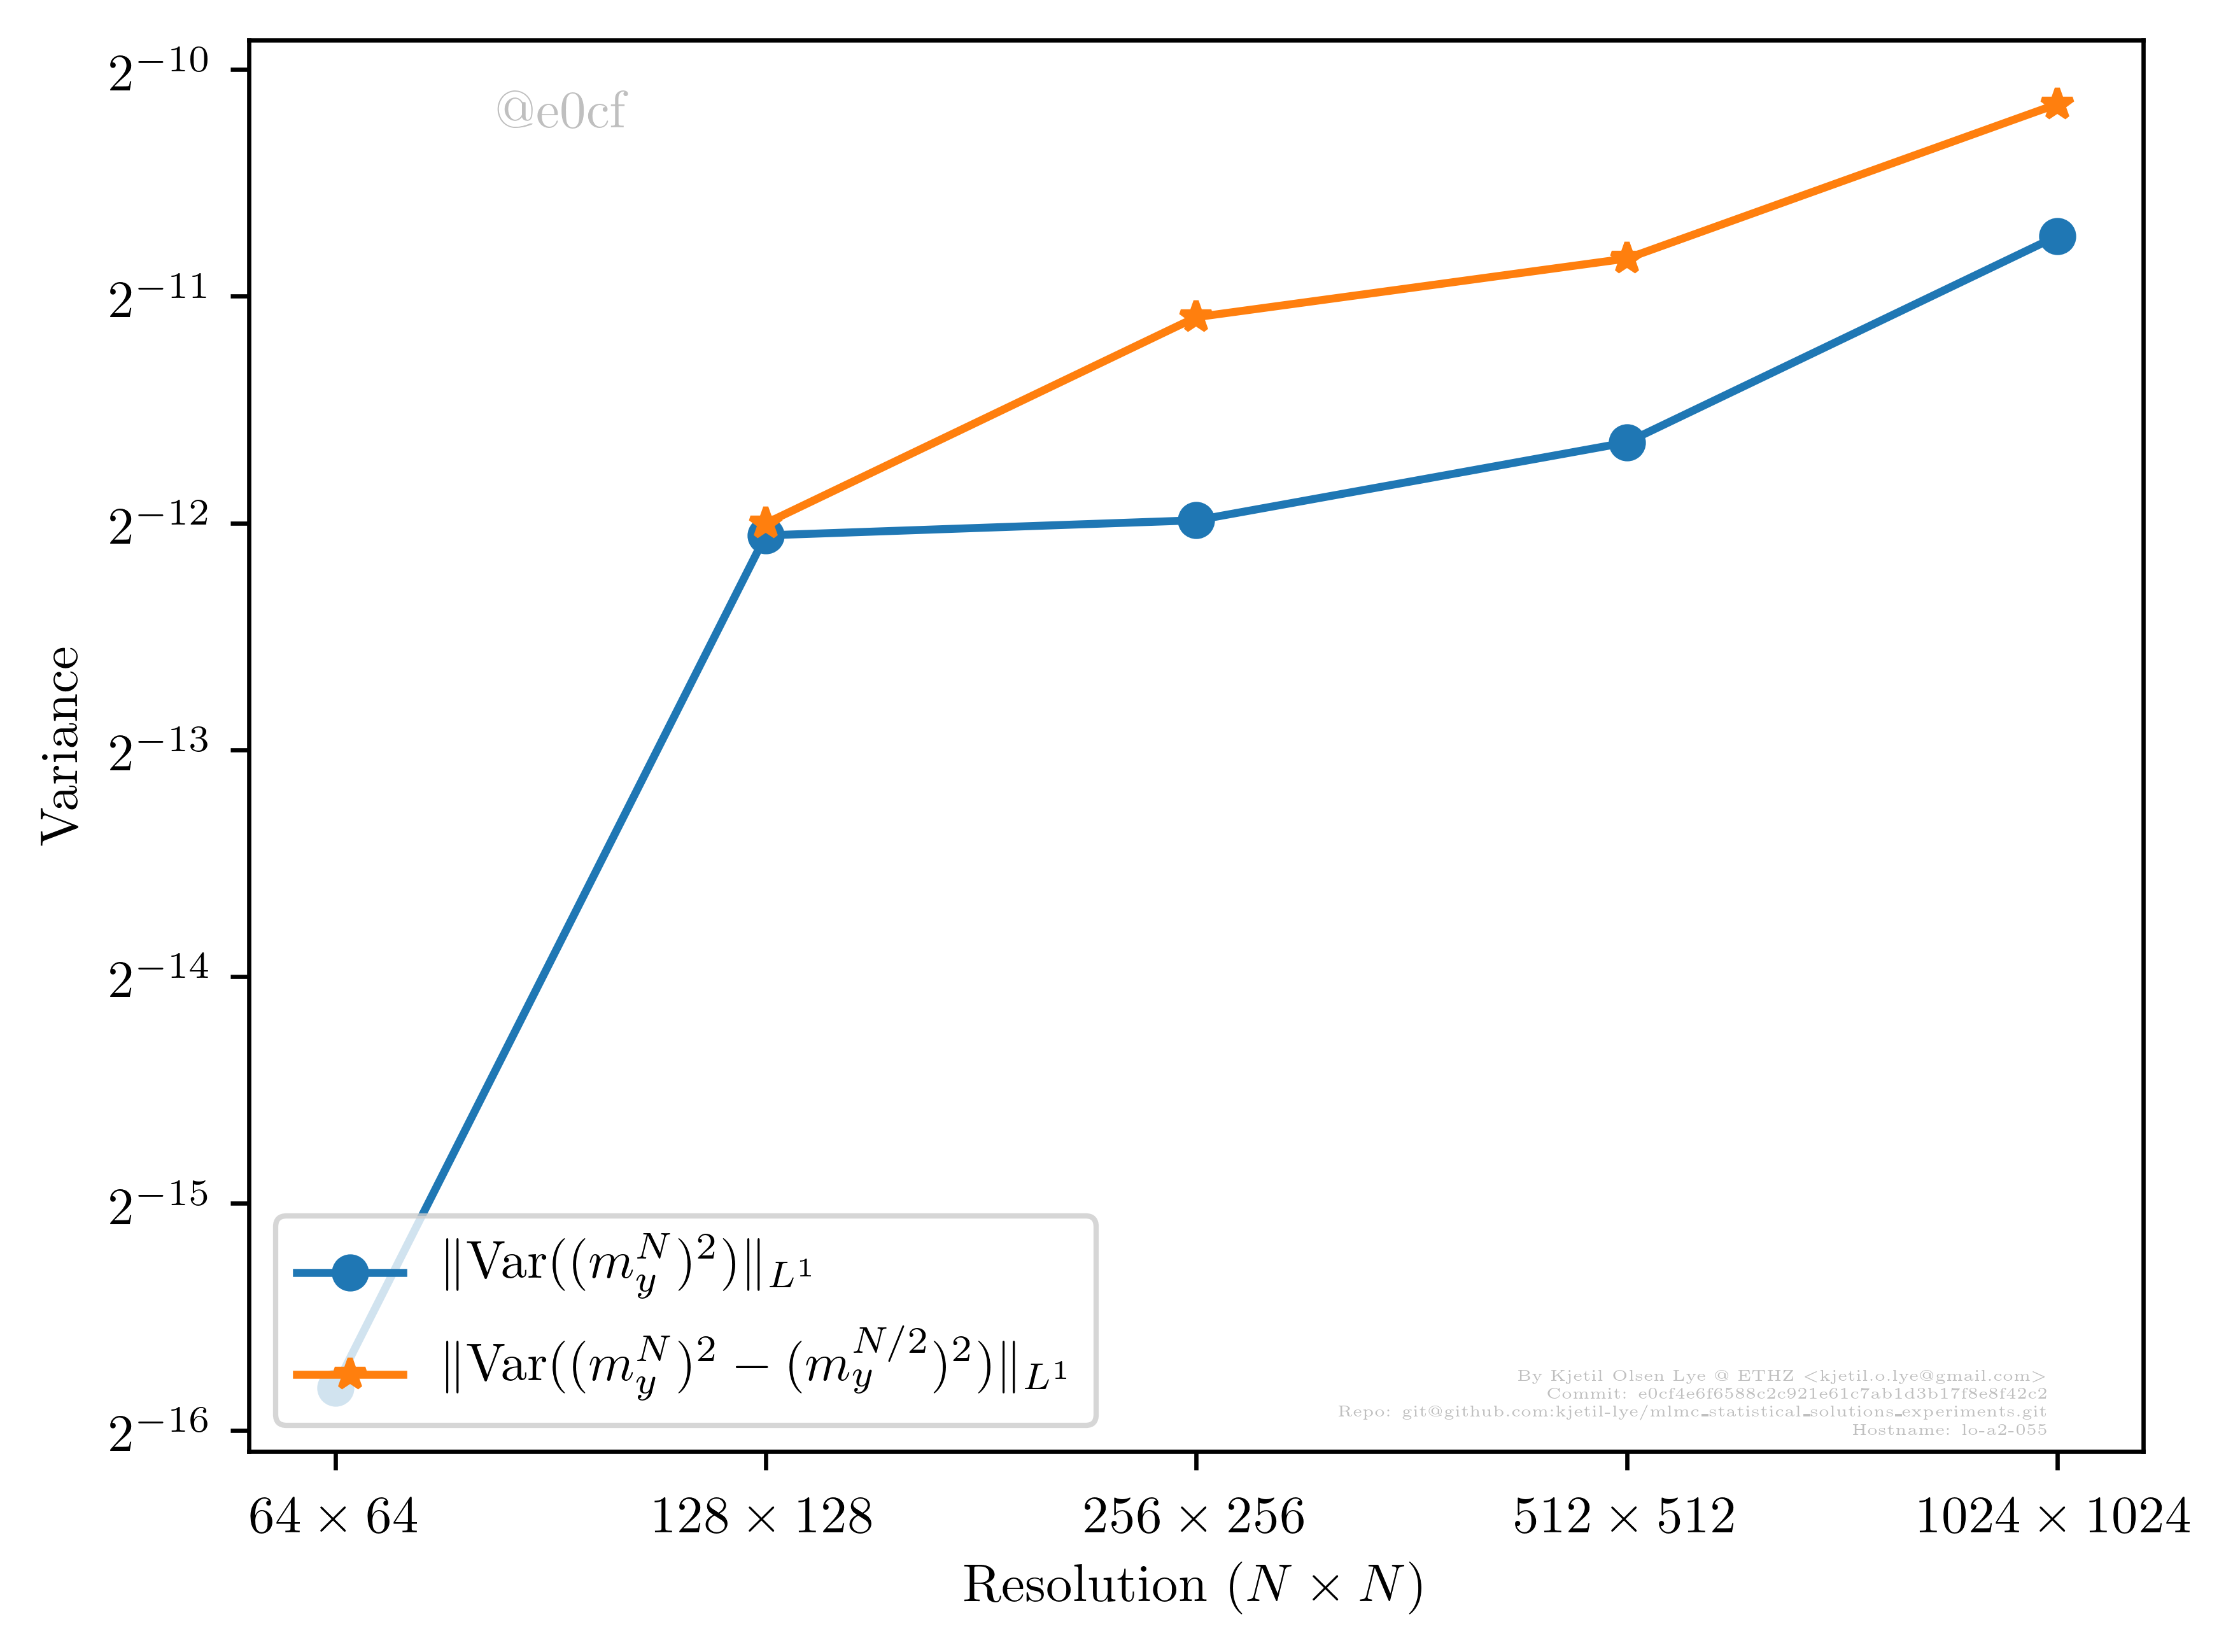 @e0cf
2⁻¹⁰
2⁻¹¹
2⁻¹²
2⁻¹³
2⁻¹⁴
2⁻¹⁵
2⁻¹⁶
Variance
‖Var((m_y^N)²)‖_{L¹}
‖Var((m_y^N)² − (m_y^{N/2})²)‖_{L¹}
By Kjetil Olsen Lye @ ETHZ <kjetil.o.lye@gmail.com>
Commit: e0cf4e6f6588c2c921e61c7ab1d3b17f8e8f42c2
Repo: git@github.com:kjetil-lye/mlmc_statistical_solutions_experiments.git
Hostname: lo-a2-055
64 × 64 128 × 128 256 × 256 512 × 512 1024 × 1024
Resolution (N × N)